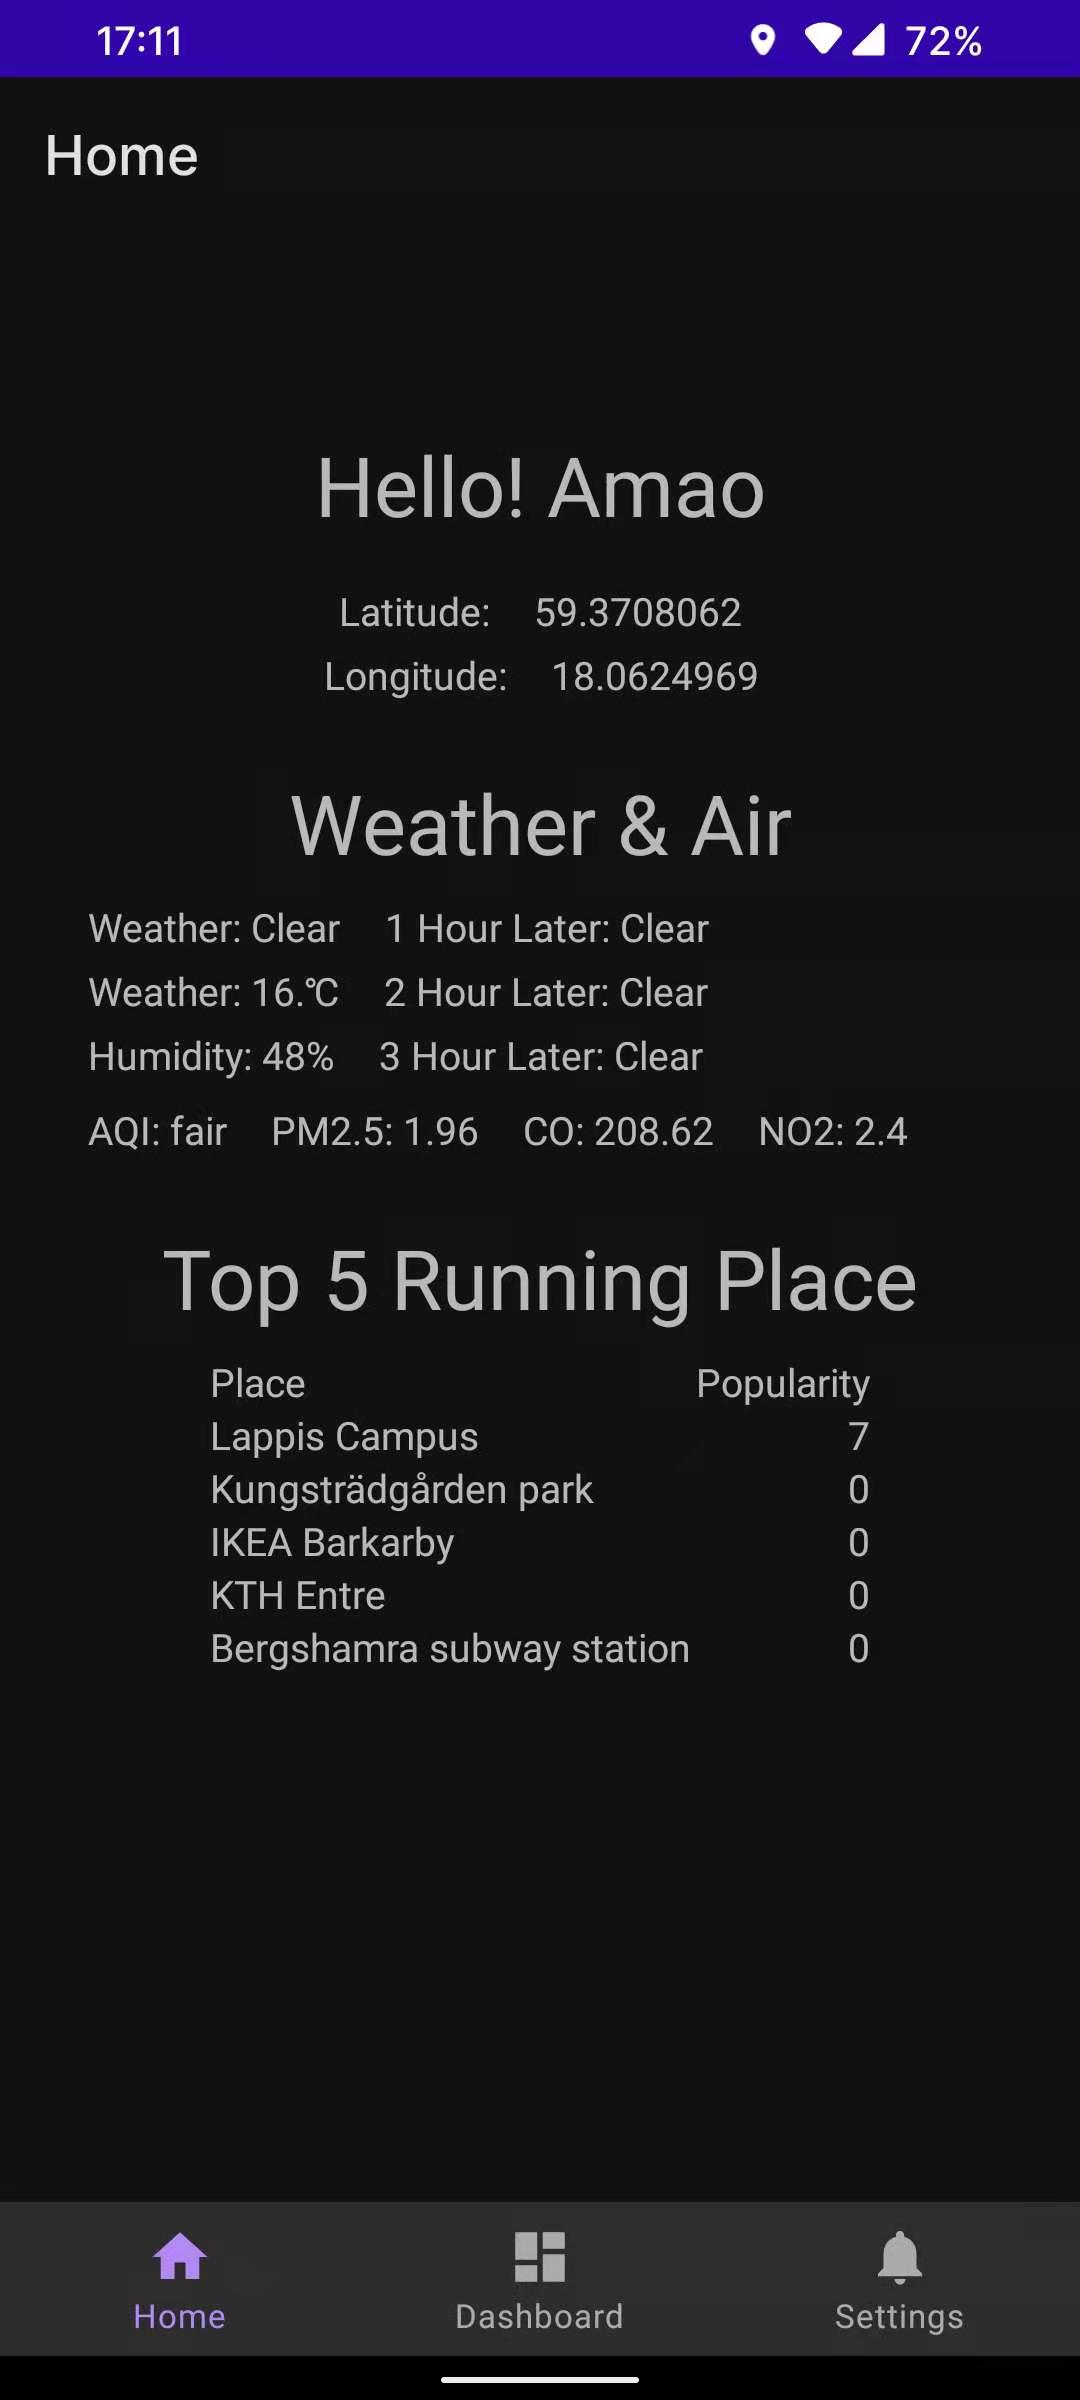 17:11 72%
Home
Hello! Amao
Latitude: 59.3708062
Longitude: 18.0624969
Weather & Air
Weather: Clear 1 Hour Later: Clear
Weather: 16.℃ 2 Hour Later: Clear
Humidity: 48% 3 Hour Later: Clear
AQI: fair PM2.5: 1.96 CO: 208.62 NO2: 2.4
Top 5 Running Place
Place Popularity
Lappis Campus 7
Kungsträdgården park 0
IKEA Barkarby 0
KTH Entre 0
Bergshamra subway station 0
Home Dashboard Settings